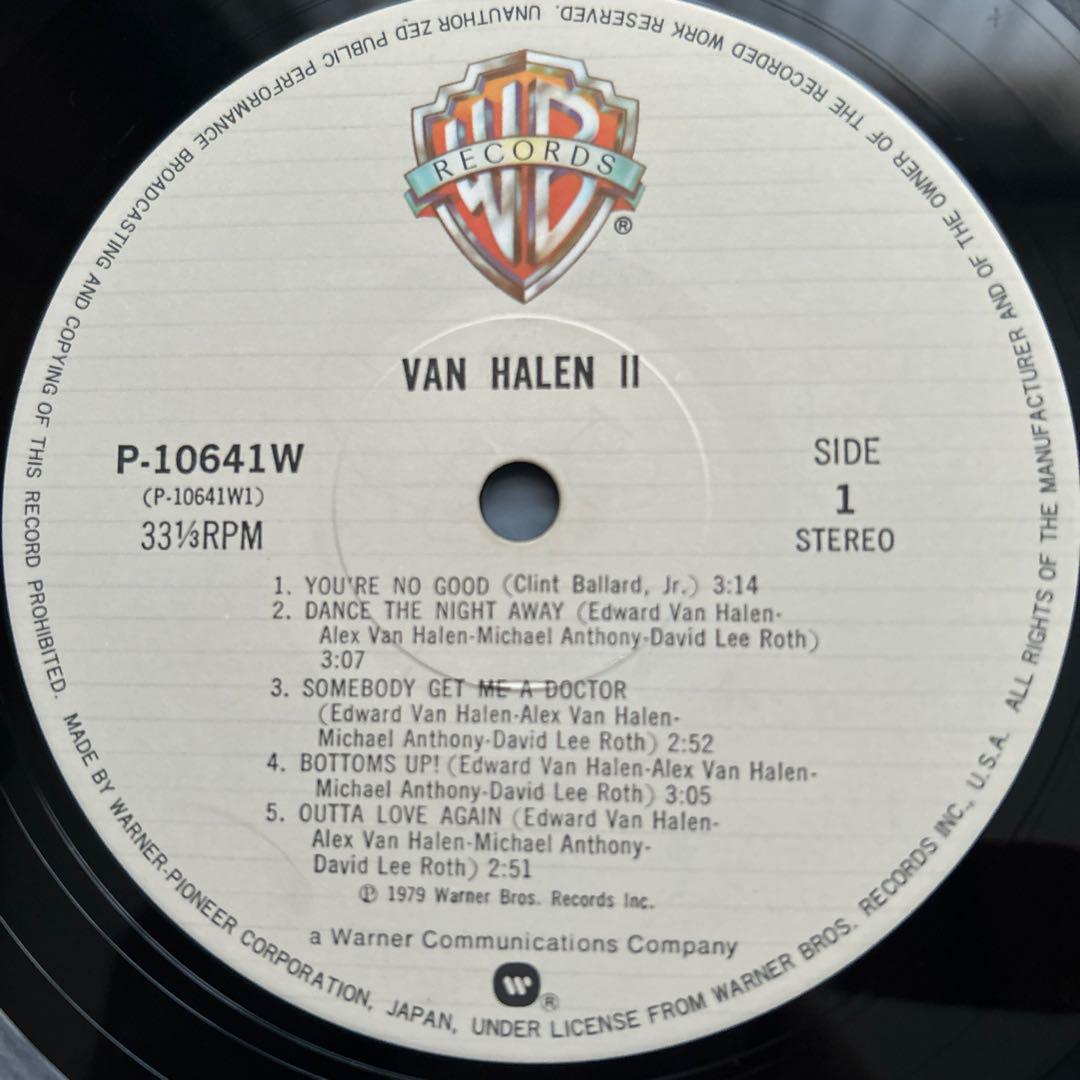 WB
RECORDS
®
VAN HALEN II
P-10641W
(P-10641W1)
33⅓RPM
SIDE
1
STEREO
1. YOU'RE NO GOOD (Clint Ballard, Jr.) 3:14
2. DANCE THE NIGHT AWAY (Edward Van Halen-
Alex Van Halen-Michael Anthony-David Lee Roth)
3:07
3. SOMEBODY GET ME A DOCTOR
(Edward Van Halen-Alex Van Halen-
Michael Anthony-David Lee Roth) 2:52
4. BOTTOMS UP! (Edward Van Halen-Alex Van Halen-
Michael Anthony-David Lee Roth) 3:05
5. OUTTA LOVE AGAIN (Edward Van Halen-
Alex Van Halen-Michael Anthony-
David Lee Roth) 2:51
℗ 1979 Warner Bros. Records Inc.
a Warner Communications Company
®
MADE BY WARNER-PIONEER CORPORATION, JAPAN, UNDER LICENSE FROM WARNER BROS. RECORDS INC., U.S.A. ALL RIGHTS OF THE MANUFACTURER AND OF THE OWNER OF THE RECORDED WORK RESERVED. UNAUTHORIZED PUBLIC PERFORMANCE BROADCASTING AND COPYING OF THIS RECORD PROHIBITED.